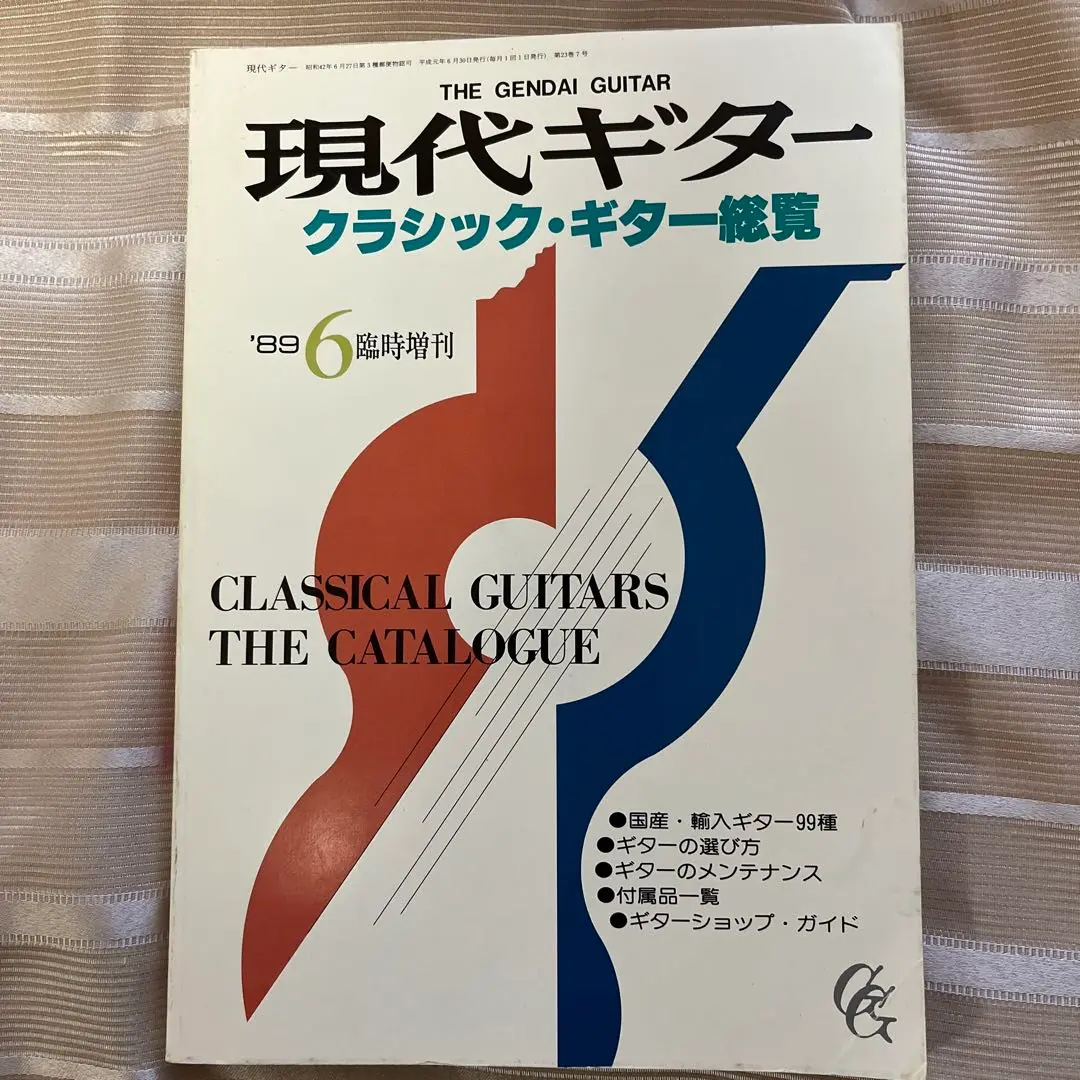 現代ギター 昭和42年6月27日第3種郵便物認可 平成元年6月30日発行(毎月1回1日発行) 第23巻7号
THE GENDAI GUITAR
現代ギター
クラシック・ギター総覧
'89 6 臨時増刊
CLASSICAL GUITARS
THE CATALOGUE
●国産・輸入ギター99種
●ギターの選び方
●ギターのメンテナンス
●付属品一覧
●ギターショップ・ガイド
GG